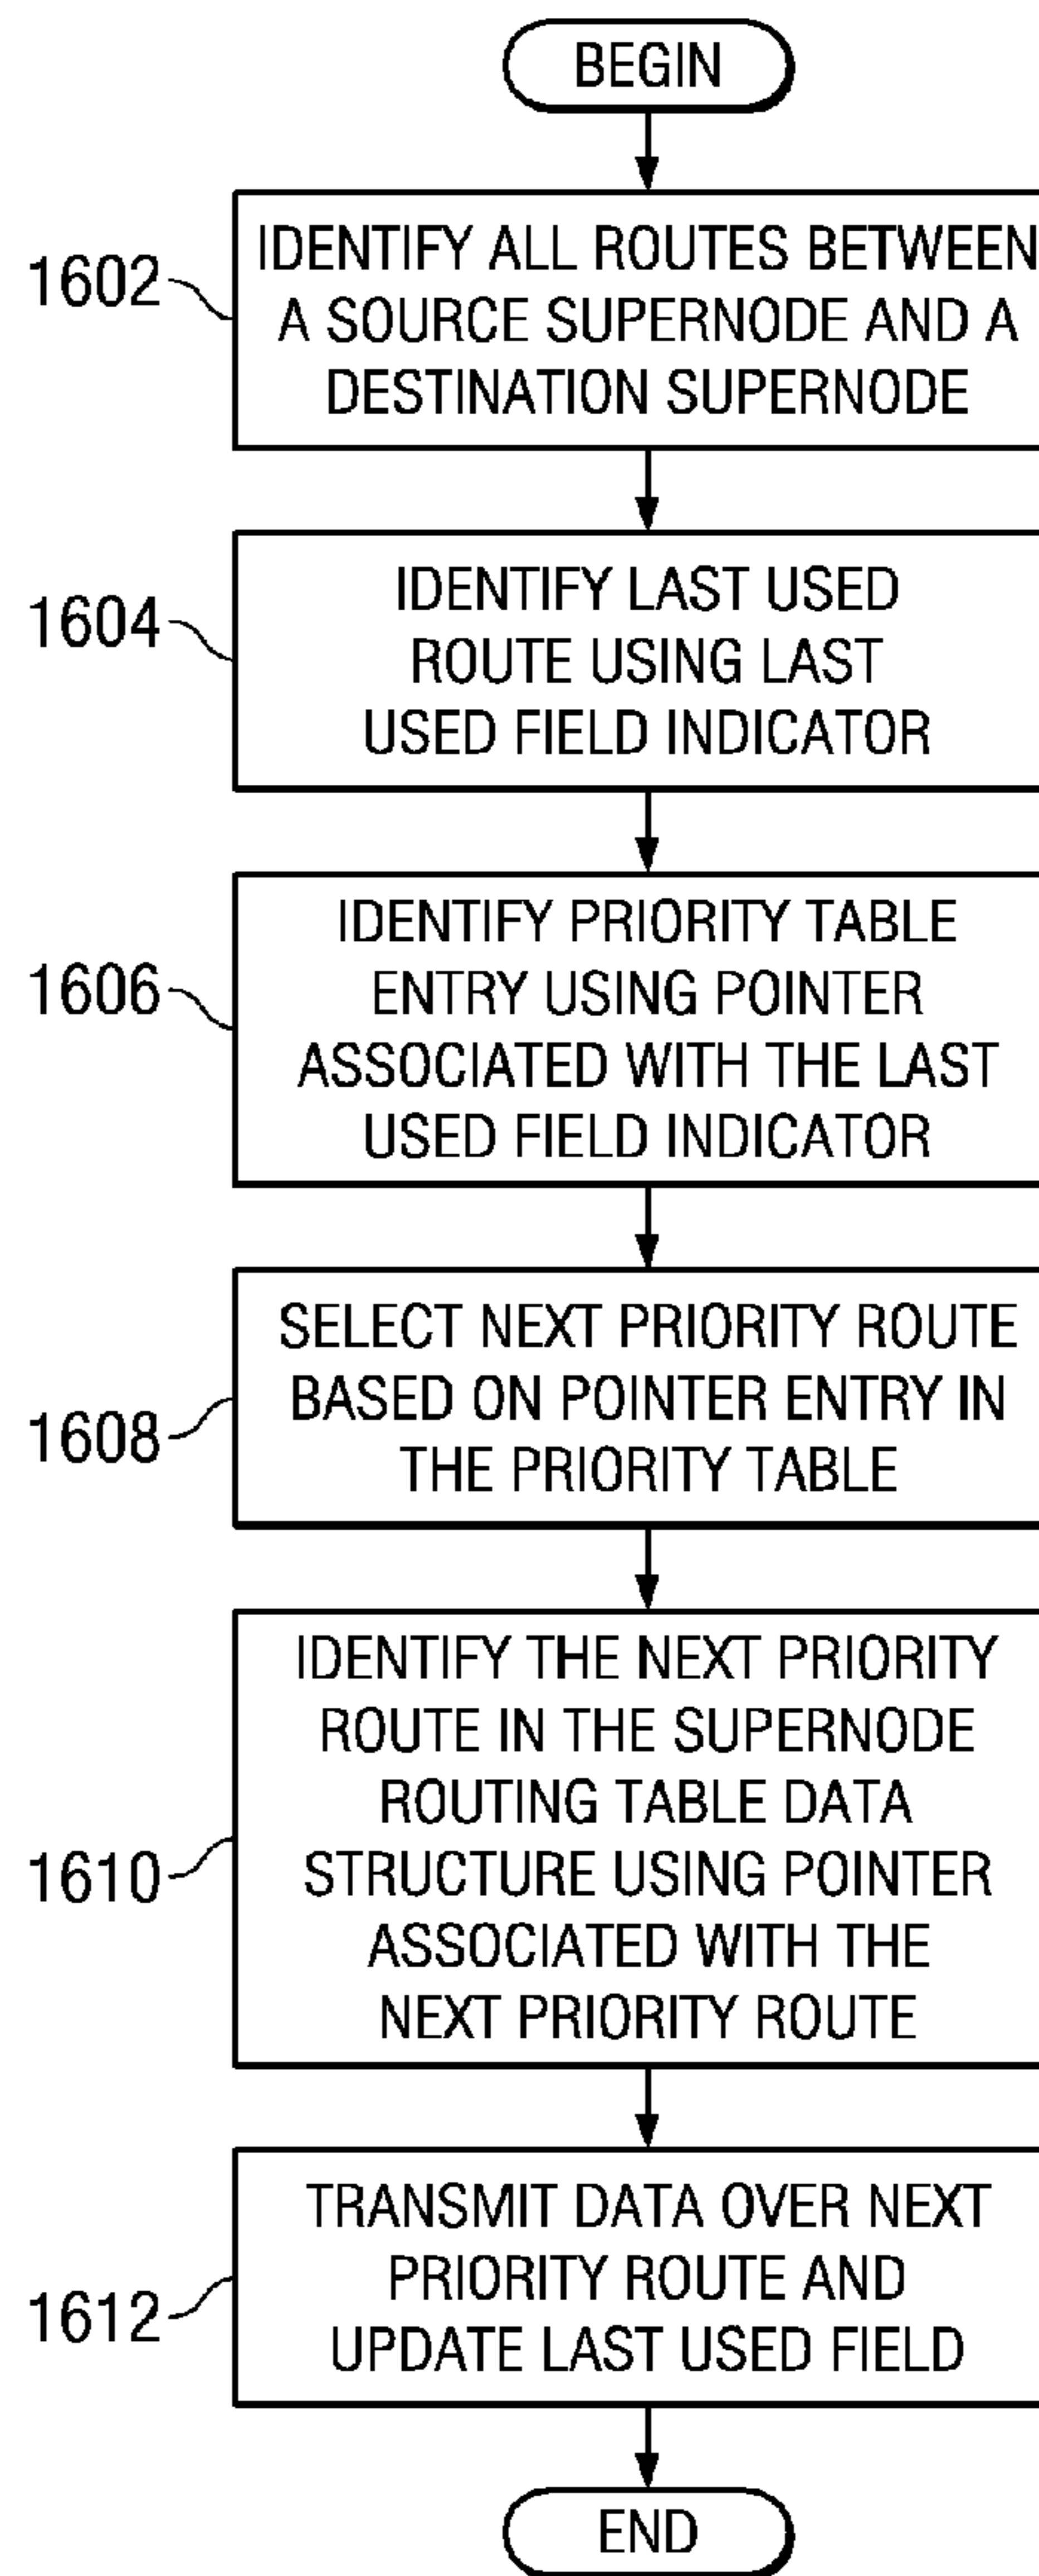 BEGIN
1602
IDENTIFY ALL ROUTES BETWEEN
A SOURCE SUPERNODE AND A
DESTINATION SUPERNODE
1604
IDENTIFY LAST USED
ROUTE USING LAST
USED FIELD INDICATOR
1606
IDENTIFY PRIORITY TABLE
ENTRY USING POINTER
ASSOCIATED WITH THE LAST
USED FIELD INDICATOR
1608
SELECT NEXT PRIORITY ROUTE
BASED ON POINTER ENTRY IN
THE PRIORITY TABLE
1610
IDENTIFY THE NEXT PRIORITY
ROUTE IN THE SUPERNODE
ROUTING TABLE DATA
STRUCTURE USING POINTER
ASSOCIATED WITH THE
NEXT PRIORITY ROUTE
1612
TRANSMIT DATA OVER NEXT
PRIORITY ROUTE AND
UPDATE LAST USED FIELD
END